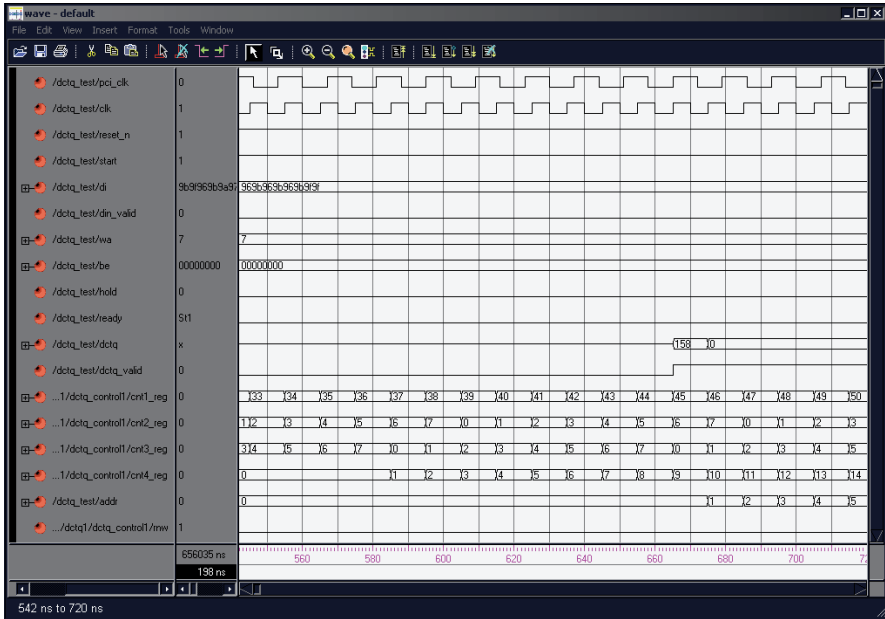 wave - default
File Edit View Insert Format Tools Window
/dctq_test/pci_clk 0
/dctq_test/clk 1
/dctq_test/reset_n 1
/dctq_test/start 1
/dctq_test/di 9b9f969b9a97 969b969b969b9f9f
/dctq_test/din_valid 0
/dctq_test/wa 7 7
/dctq_test/be 00000000 00000000
/dctq_test/hold 0
/dctq_test/ready St1
/dctq_test/dctq x 158 0
/dctq_test/dctq_valid 0
...1/dctq_control1/cnt1_reg 0 33 34 35 36 37 38 39 40 41 42 43 44 45 46 47 48 49 50
...1/dctq_control1/cnt2_reg 0 1 2 3 4 5 6 7 0 1 2 3 4 5 6 7 0 1 2 3
...1/dctq_control1/cnt3_reg 0 3 4 5 6 7 0 1 2 3 4 5 6 7 0 1 2 3 4 5
...1/dctq_control1/cnt4_reg 0 0 1 2 3 4 5 6 7 8 9 10 11 12 13 14
/dctq_test/addr 0 0 1 2 3 4 5
.../dctq1/dctq_control1/rnw 1
656035 ns 560 580 600 620 640 660 680 700
198 ns
542 ns to 720 ns